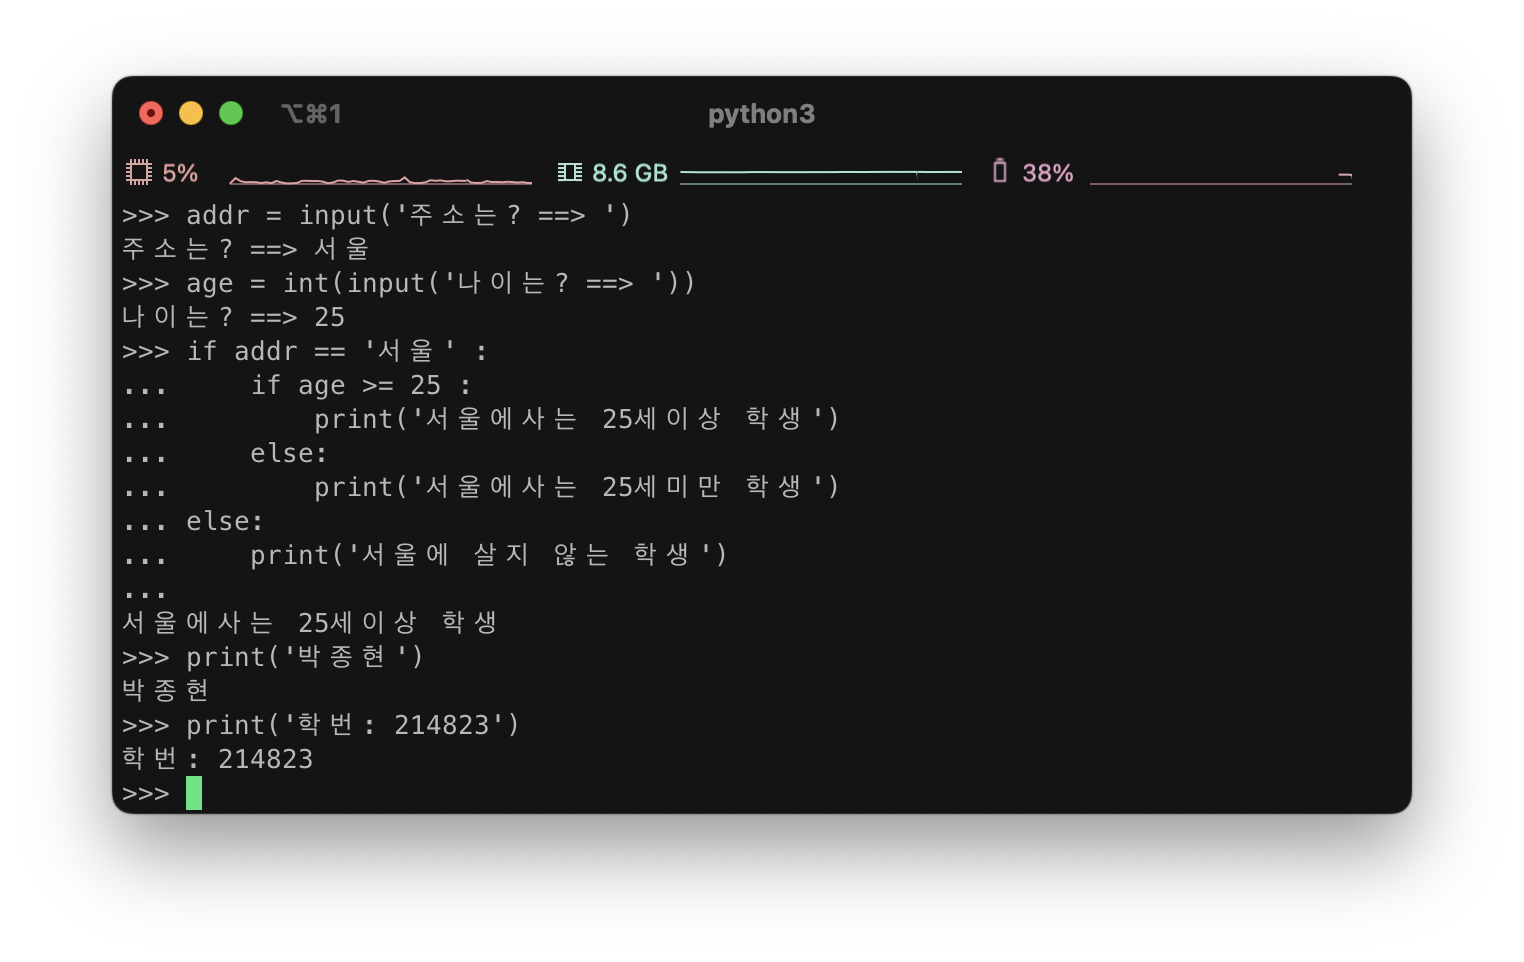 ⌥⌘1 python3
5% 8.6 GB 38%
>>> addr = input('주소는? ==> ')
주소는? ==> 서울
>>> age = int(input('나이는? ==> '))
나이는? ==> 25
>>> if addr == '서울' :
...     if age >= 25 :
...         print('서울에사는 25세이상 학생')
...     else:
...         print('서울에사는 25세미만 학생')
... else:
...     print('서울에 살지 않는 학생')
...
서울에사는 25세이상 학생
>>> print('박종현')
박종현
>>> print('학번: 214823')
학번: 214823
>>>